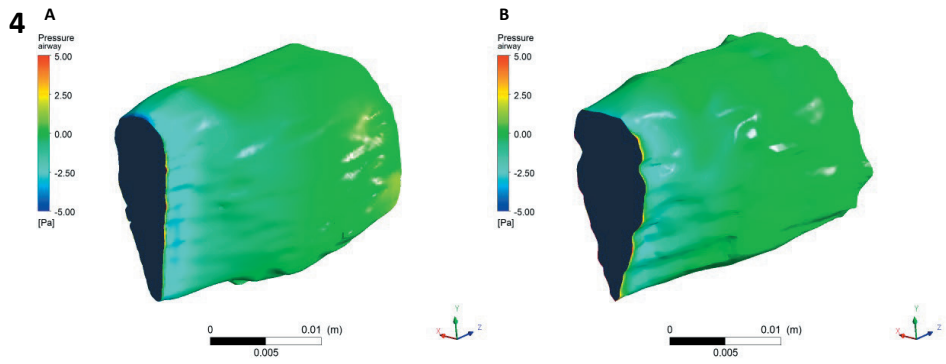 4
A
Pressure
airway
5.00
2.50
0.00
-2.50
-5.00
[Pa]
0 0.01 (m)
0.005
Y
X
Z
B
Pressure
airway
5.00
2.50
0.00
-2.50
-5.00
[Pa]
0 0.01 (m)
0.005
Y
X
Z